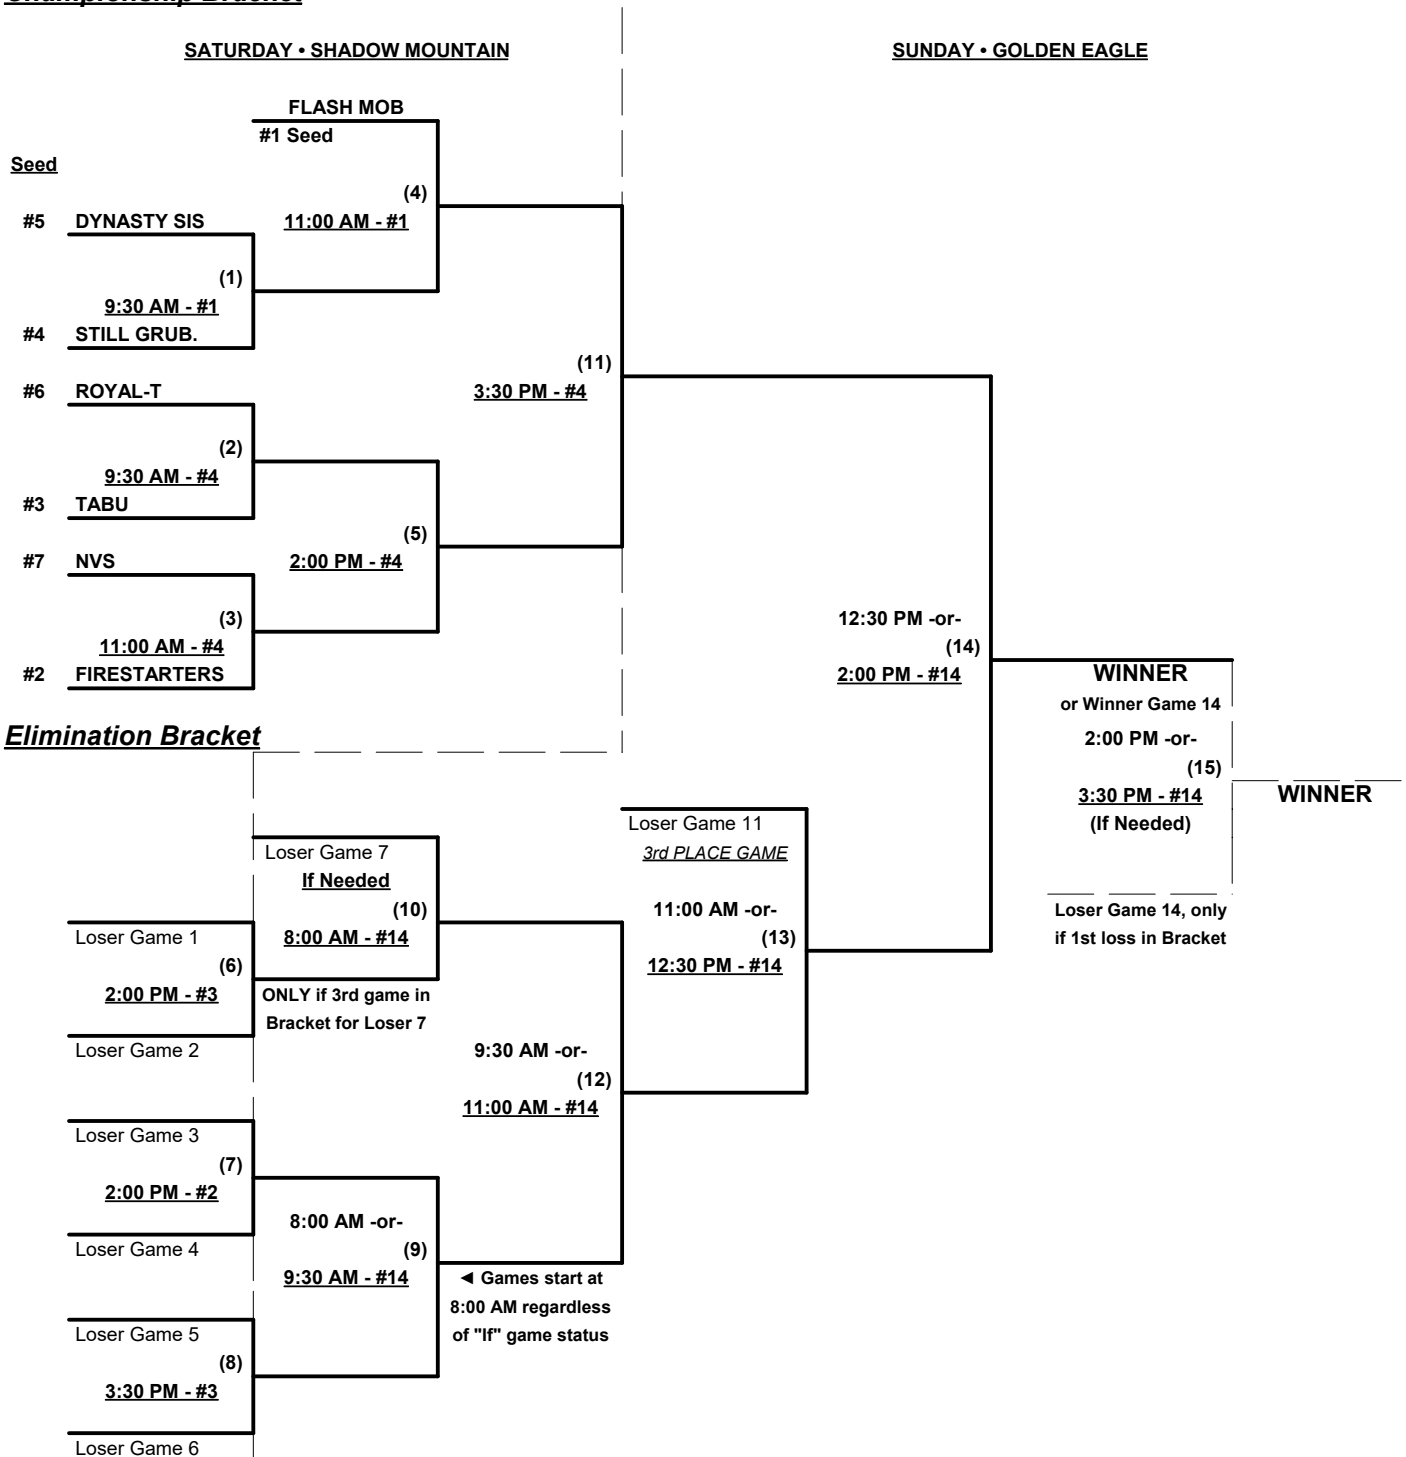 Championship Bracket
SATURDAY • SHADOW MOUNTAIN
SUNDAY • GOLDEN EAGLE
FLASH MOB
#1 Seed
Seed
(4)
11:00 AM - #1
#5 DYNASTY SIS
(1)
9:30 AM - #1
#4 STILL GRUB.
(11)
3:30 PM - #4
#6 ROYAL-T
(2)
9:30 AM - #4
#3 TABU
(5)
2:00 PM - #4
#7 NVS
(3)
11:00 AM - #4
#2 FIRESTARTERS
12:30 PM -or-
(14)
2:00 PM - #14
WINNER
or Winner Game 14
2:00 PM -or-
(15)
3:30 PM - #14
(If Needed)
WINNER
Loser Game 14, only
if 1st loss in Bracket
Elimination Bracket
Loser Game 7
If Needed
(10)
8:00 AM - #14
ONLY if 3rd game in
Bracket for Loser 7
Loser Game 11
3rd PLACE GAME
11:00 AM -or-
(13)
12:30 PM - #14
Loser Game 1
(6)
2:00 PM - #3
Loser Game 2
9:30 AM -or-
(12)
11:00 AM - #14
Loser Game 3
(7)
2:00 PM - #2
Loser Game 4
8:00 AM -or-
(9)
9:30 AM - #14
◄ Games start at
8:00 AM regardless
of "If" game status
Loser Game 5
(8)
3:30 PM - #3
Loser Game 6